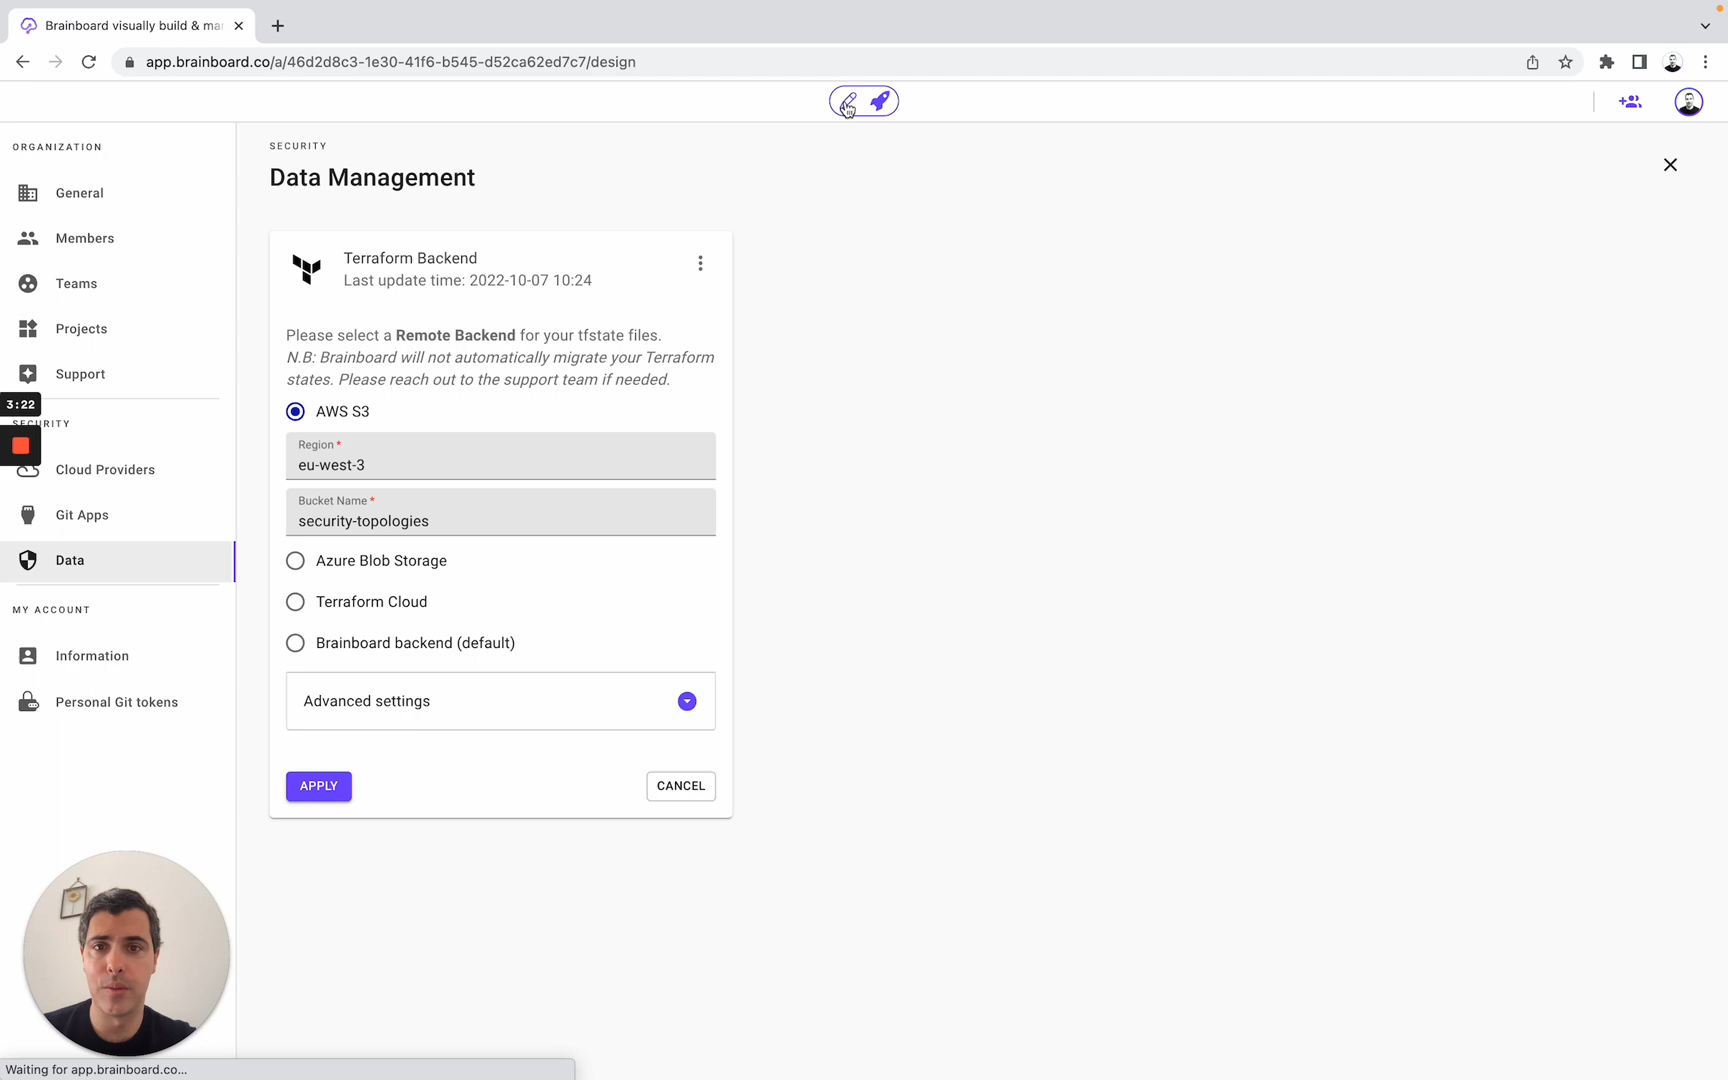 Brainboard visually build & ma
app.brainboard.co/a/46d2d8c3-1e30-41f6-b545-d52ca62ed7c7/design
ORGANIZATION
General
Members
Teams
Projects
Support
3:22
SECURITY
Cloud Providers
Git Apps
Data
MY ACCOUNT
Information
Personal Git tokens
SECURITY
Data Management
Terraform Backend
Last update time: 2022-10-07 10:24
Please select a Remote Backend for your tfstate files.
N.B: Brainboard will not automatically migrate your Terraform
states. Please reach out to the support team if needed.
AWS S3
Region *
eu-west-3
Bucket Name *
security-topologies
Azure Blob Storage
Terraform Cloud
Brainboard backend (default)
Advanced settings
APPLY
CANCEL
Waiting for app.brainboard.co...